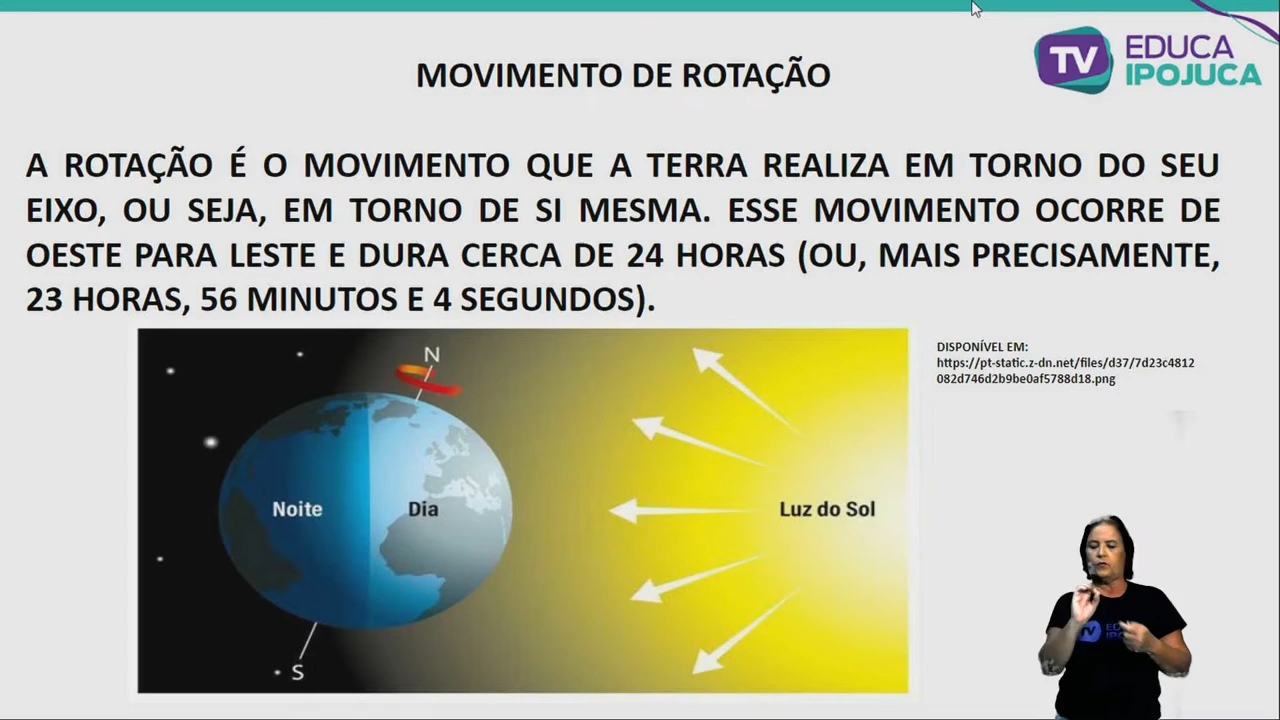 TV EDUCA
IPOJUCA
MOVIMENTO DE ROTAÇÃO
A ROTAÇÃO É O MOVIMENTO QUE A TERRA REALIZA EM TORNO DO SEU
EIXO, OU SEJA, EM TORNO DE SI MESMA. ESSE MOVIMENTO OCORRE DE
OESTE PARA LESTE E DURA CERCA DE 24 HORAS (OU, MAIS PRECISAMENTE,
23 HORAS, 56 MINUTOS E 4 SEGUNDOS).
DISPONÍVEL EM:
https://pt-static.z-dn.net/files/d37/7d23c4812
082d746d2b9be0af5788d18.png
N
Noite
Dia
Luz do Sol
S
TV